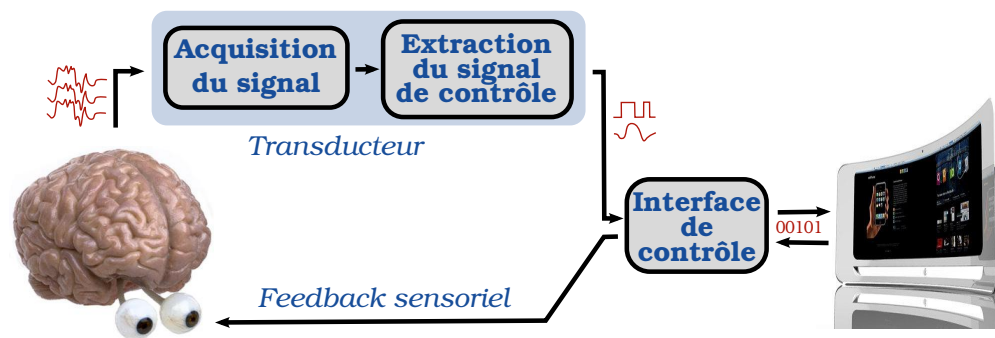 Acquisition
du signal
Extraction
du signal
de contrôle
Transducteur
Interface
de
contrôle
00101
Feedback sensoriel